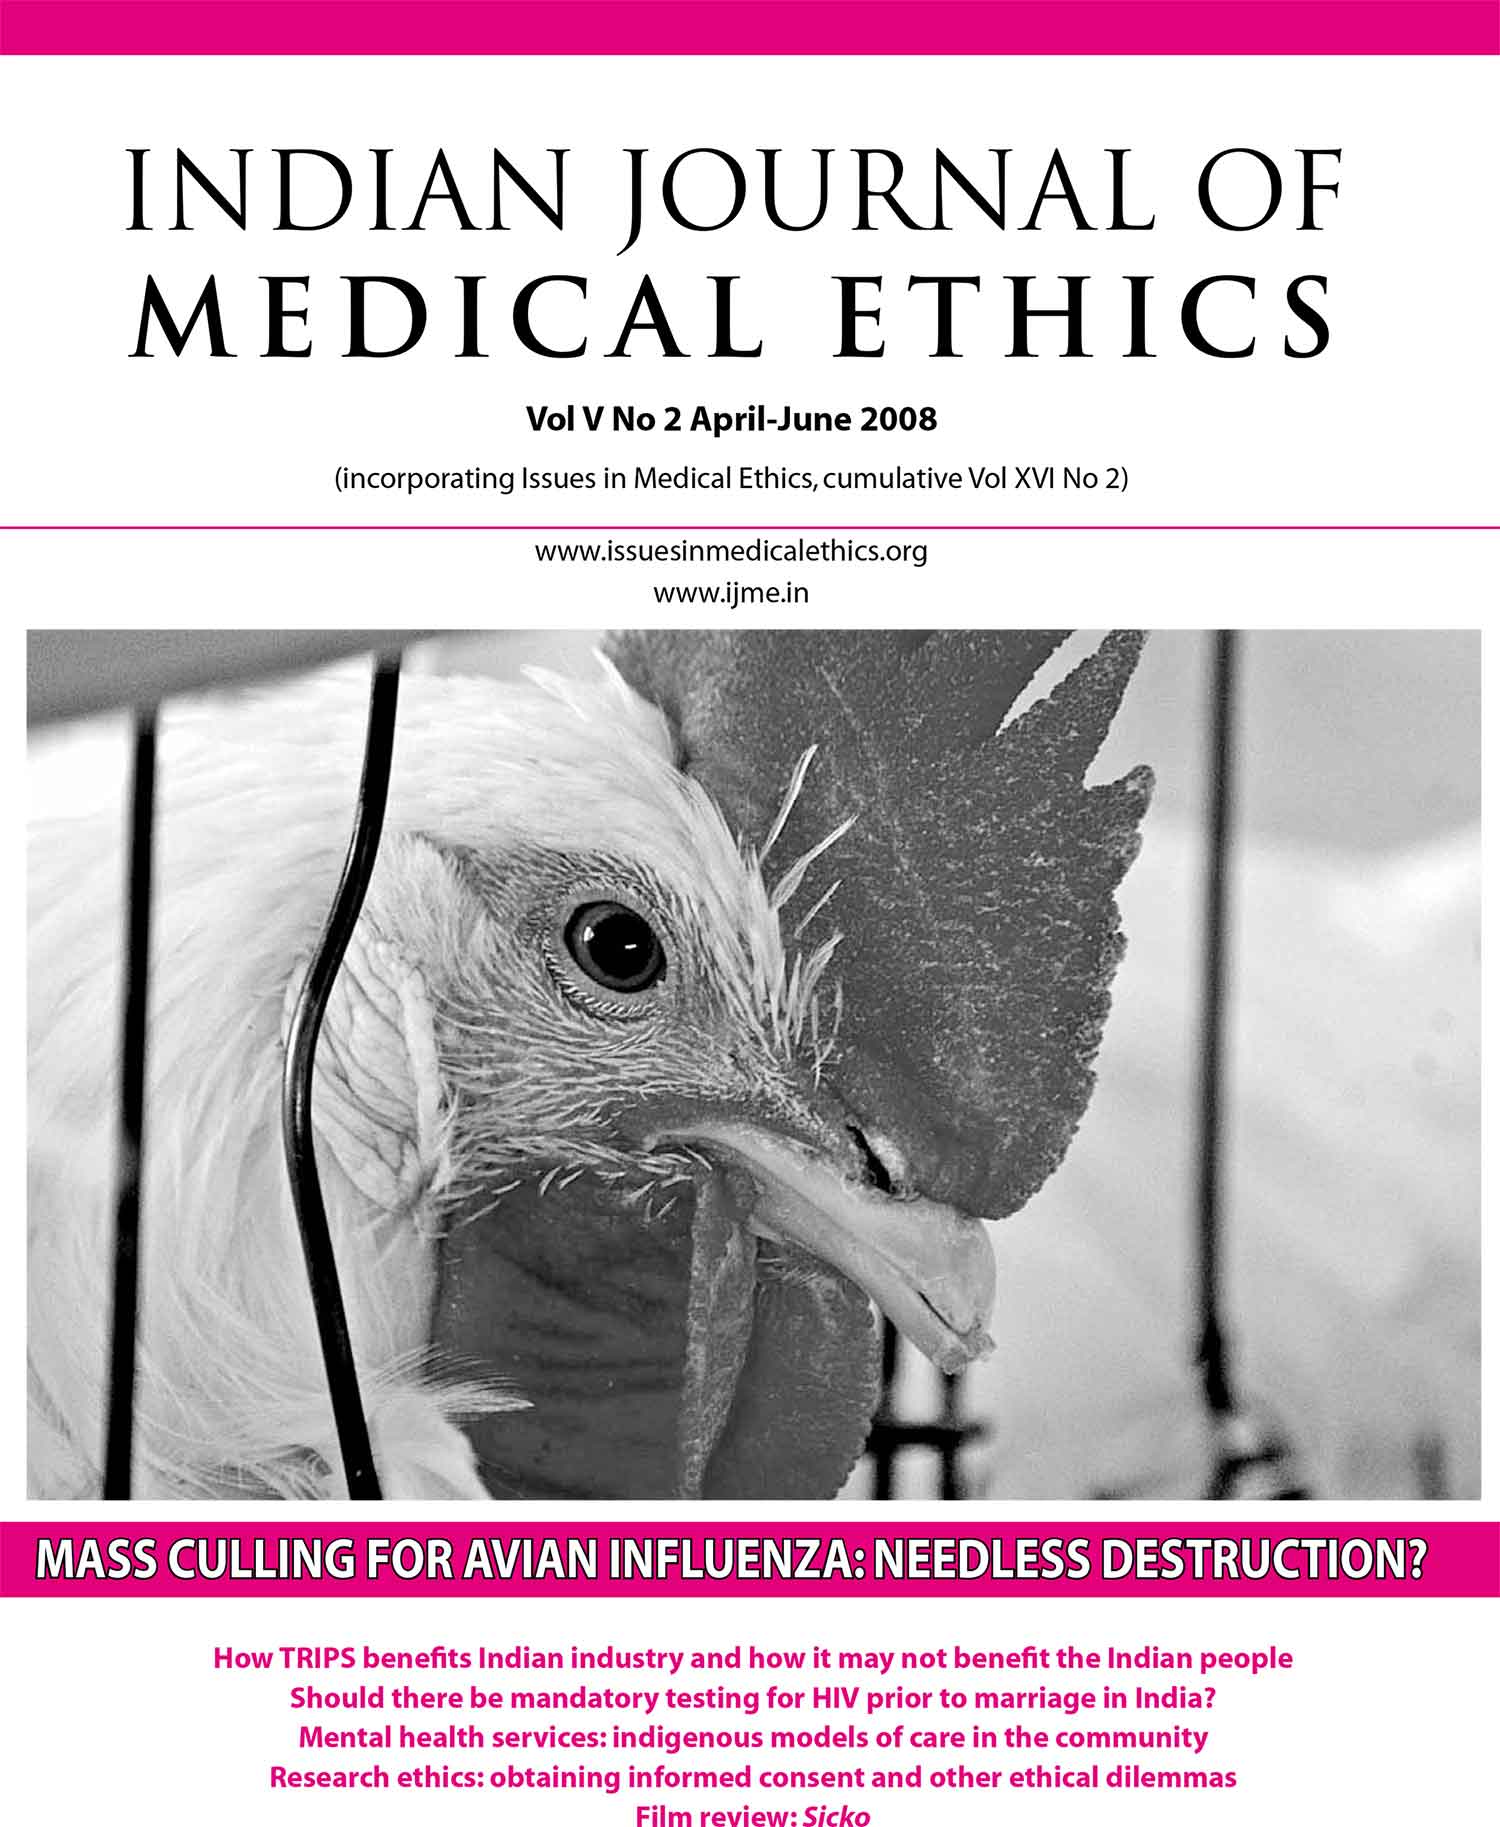 INDIAN JOURNAL OF
MEDICAL ETHICS
Vol V No 2 April-June 2008
(incorporating Issues in Medical Ethics, cumulative Vol XVI No 2)
www.issuesinmedicalethics.org
www.ijme.in
MASS CULLING FOR AVIAN INFLUENZA: NEEDLESS DESTRUCTION?
How TRIPS benefits Indian industry and how it may not benefit the Indian people
Should there be mandatory testing for HIV prior to marriage in India?
Mental health services: indigenous models of care in the community
Research ethics: obtaining informed consent and other ethical dilemmas
Film review: Sicko